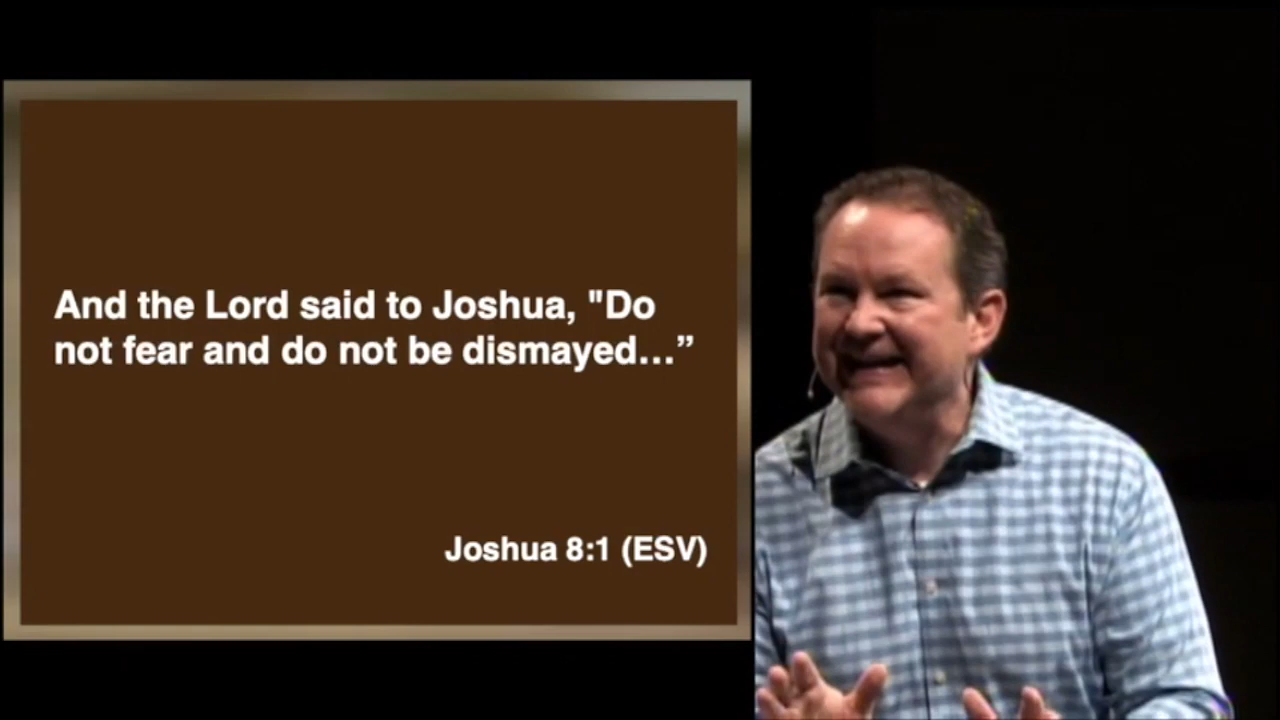 And the Lord said to Joshua, "Do
not fear and do not be dismayed…”
Joshua 8:1 (ESV)